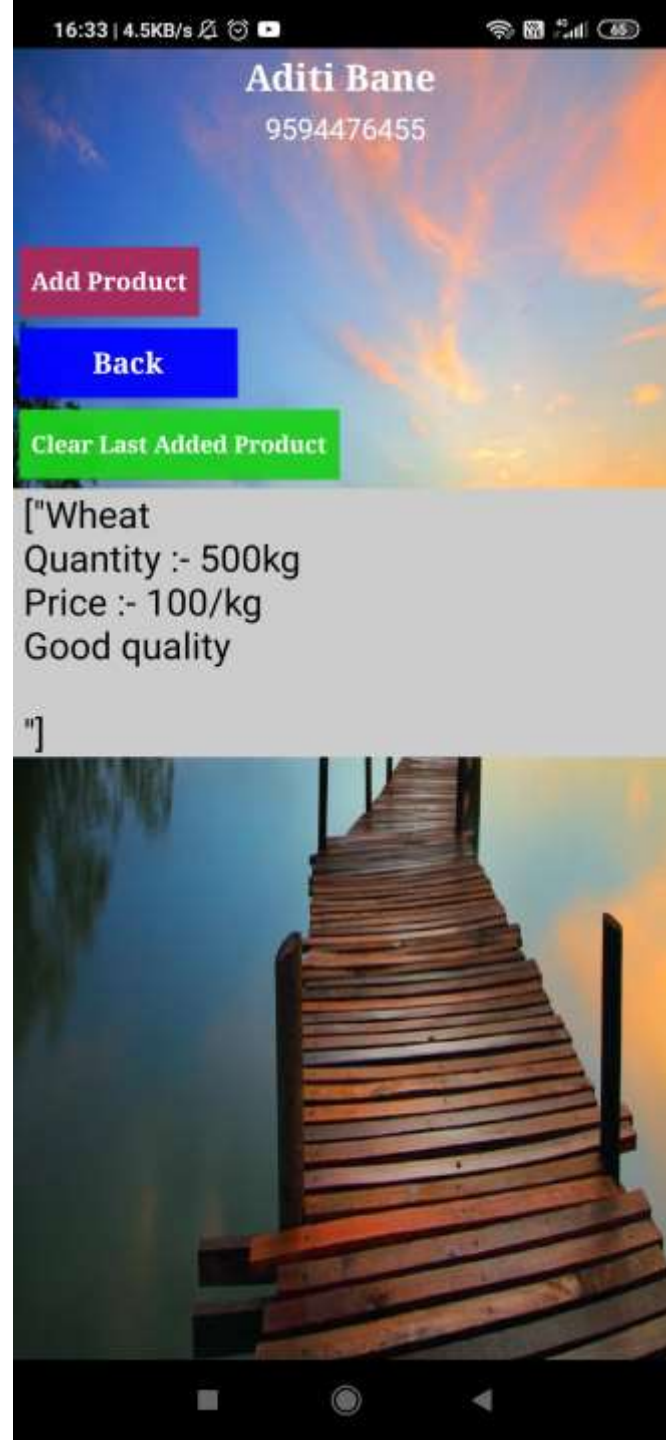 16:33 | 4.5KB/s
Aditi Bane
9594476455
Add Product
Back
Clear Last Added Product
["Wheat
Quantity :- 500kg
Price :- 100/kg
Good quality
"]